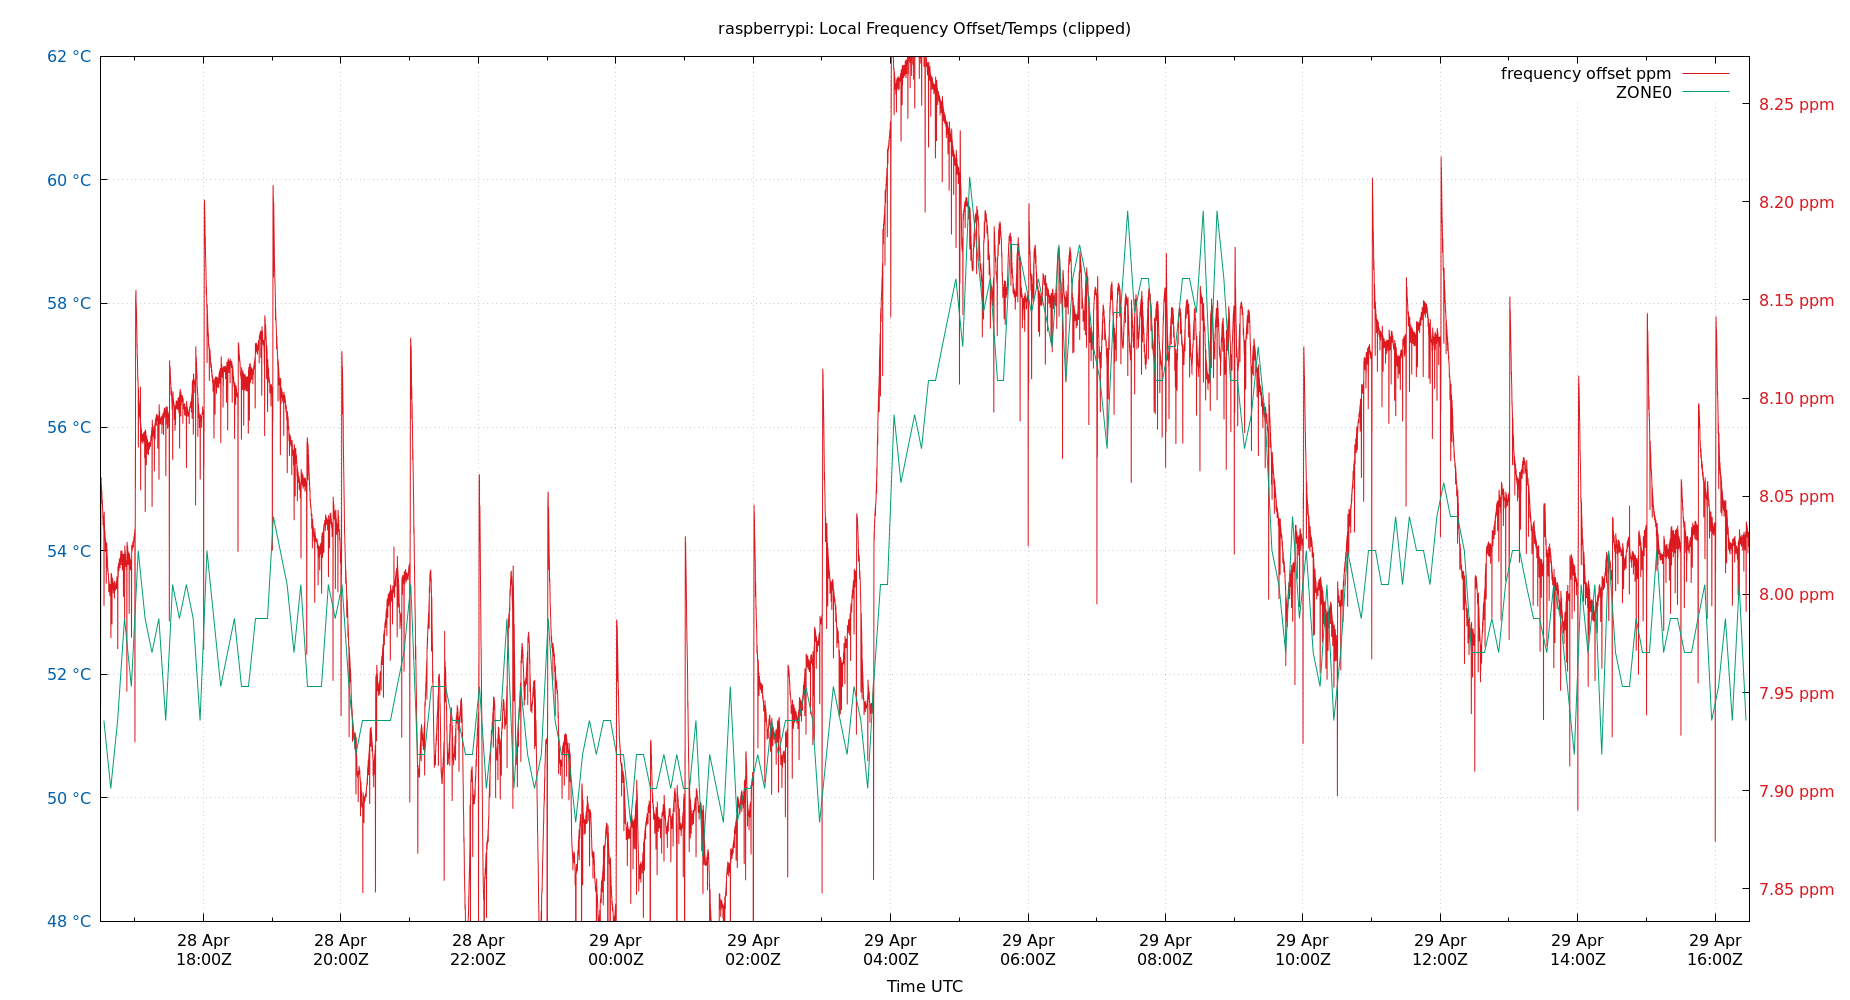 raspberrypi: Local Frequency Offset/Temps (clipped)
frequency offset ppm
ZONE0
62 °C
60 °C
58 °C
56 °C
54 °C
52 °C
50 °C
48 °C
8.25 ppm
8.20 ppm
8.15 ppm
8.10 ppm
8.05 ppm
8.00 ppm
7.95 ppm
7.90 ppm
7.85 ppm
28 Apr
18:00Z
28 Apr
20:00Z
28 Apr
22:00Z
29 Apr
00:00Z
29 Apr
02:00Z
29 Apr
04:00Z
29 Apr
06:00Z
29 Apr
08:00Z
29 Apr
10:00Z
29 Apr
12:00Z
29 Apr
14:00Z
29 Apr
16:00Z
Time UTC